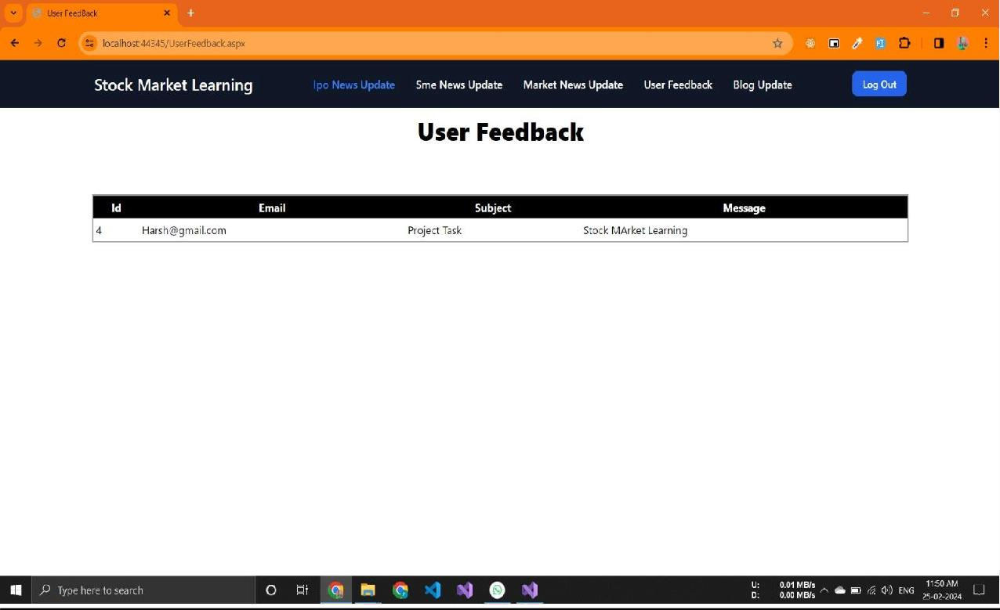 User FeedBack
localhost:44345/UserFeedback.aspx
Stock Market Learning Ipo News Update Sme News Update Market News Update User Feedback Blog Update Log Out
User Feedback
Id Email Subject Message
4 Harsh@gmail.com Project Task Stock MArket Learning
Type here to search
U: 0.01 MB/s
D: 0.00 MB/s
ENG
11:50 AM
25-02-2024